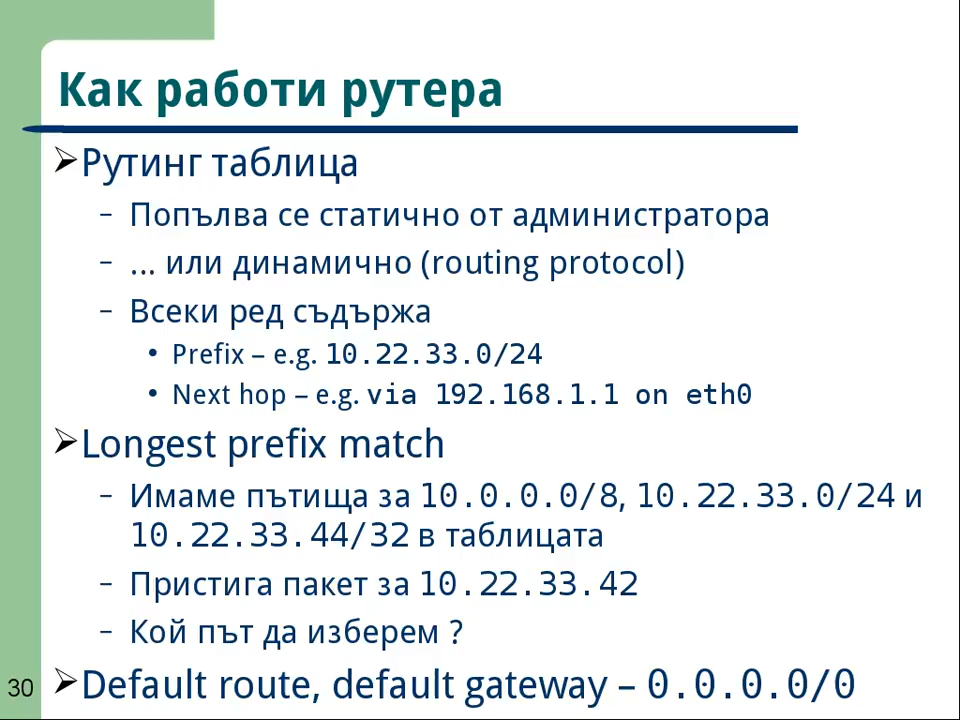 Как работи рутера
➢Рутинг таблица
– Попълва се статично от администратора
– ... или динамично (routing protocol)
– Всеки ред съдържа
• Prefix – e.g. 10.22.33.0/24
• Next hop – e.g. via 192.168.1.1 on eth0
➢Longest prefix match
– Имаме пътища за 10.0.0.0/8, 10.22.33.0/24 и
10.22.33.44/32 в таблицата
– Пристига пакет за 10.22.33.42
– Кой път да изберем ?
➢Default route, default gateway – 0.0.0.0/0
30